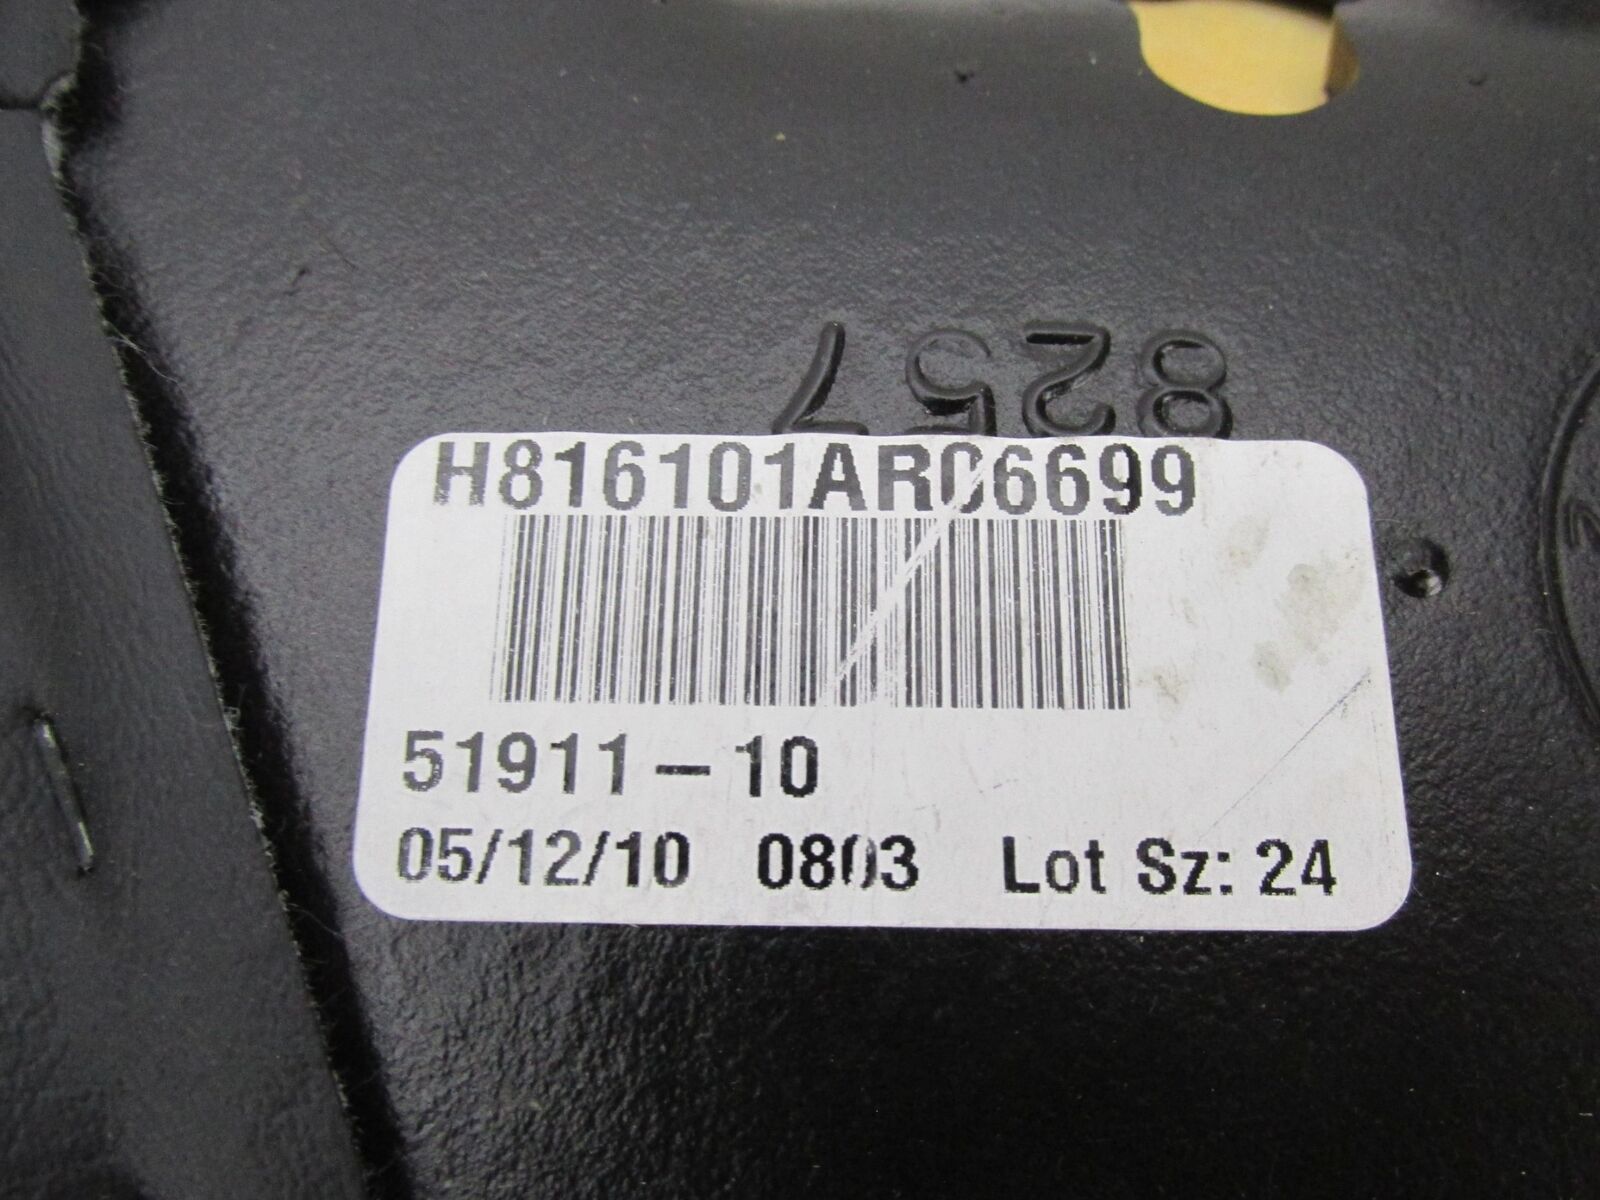 8257
H816101AR06699
51911-10
05/12/10 0803 Lot Sz: 24